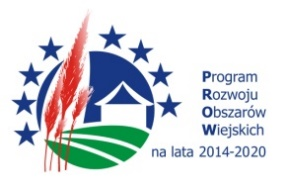 Program
Rozwoju
Obszarów
Wiejskich
na lata 2014-2020